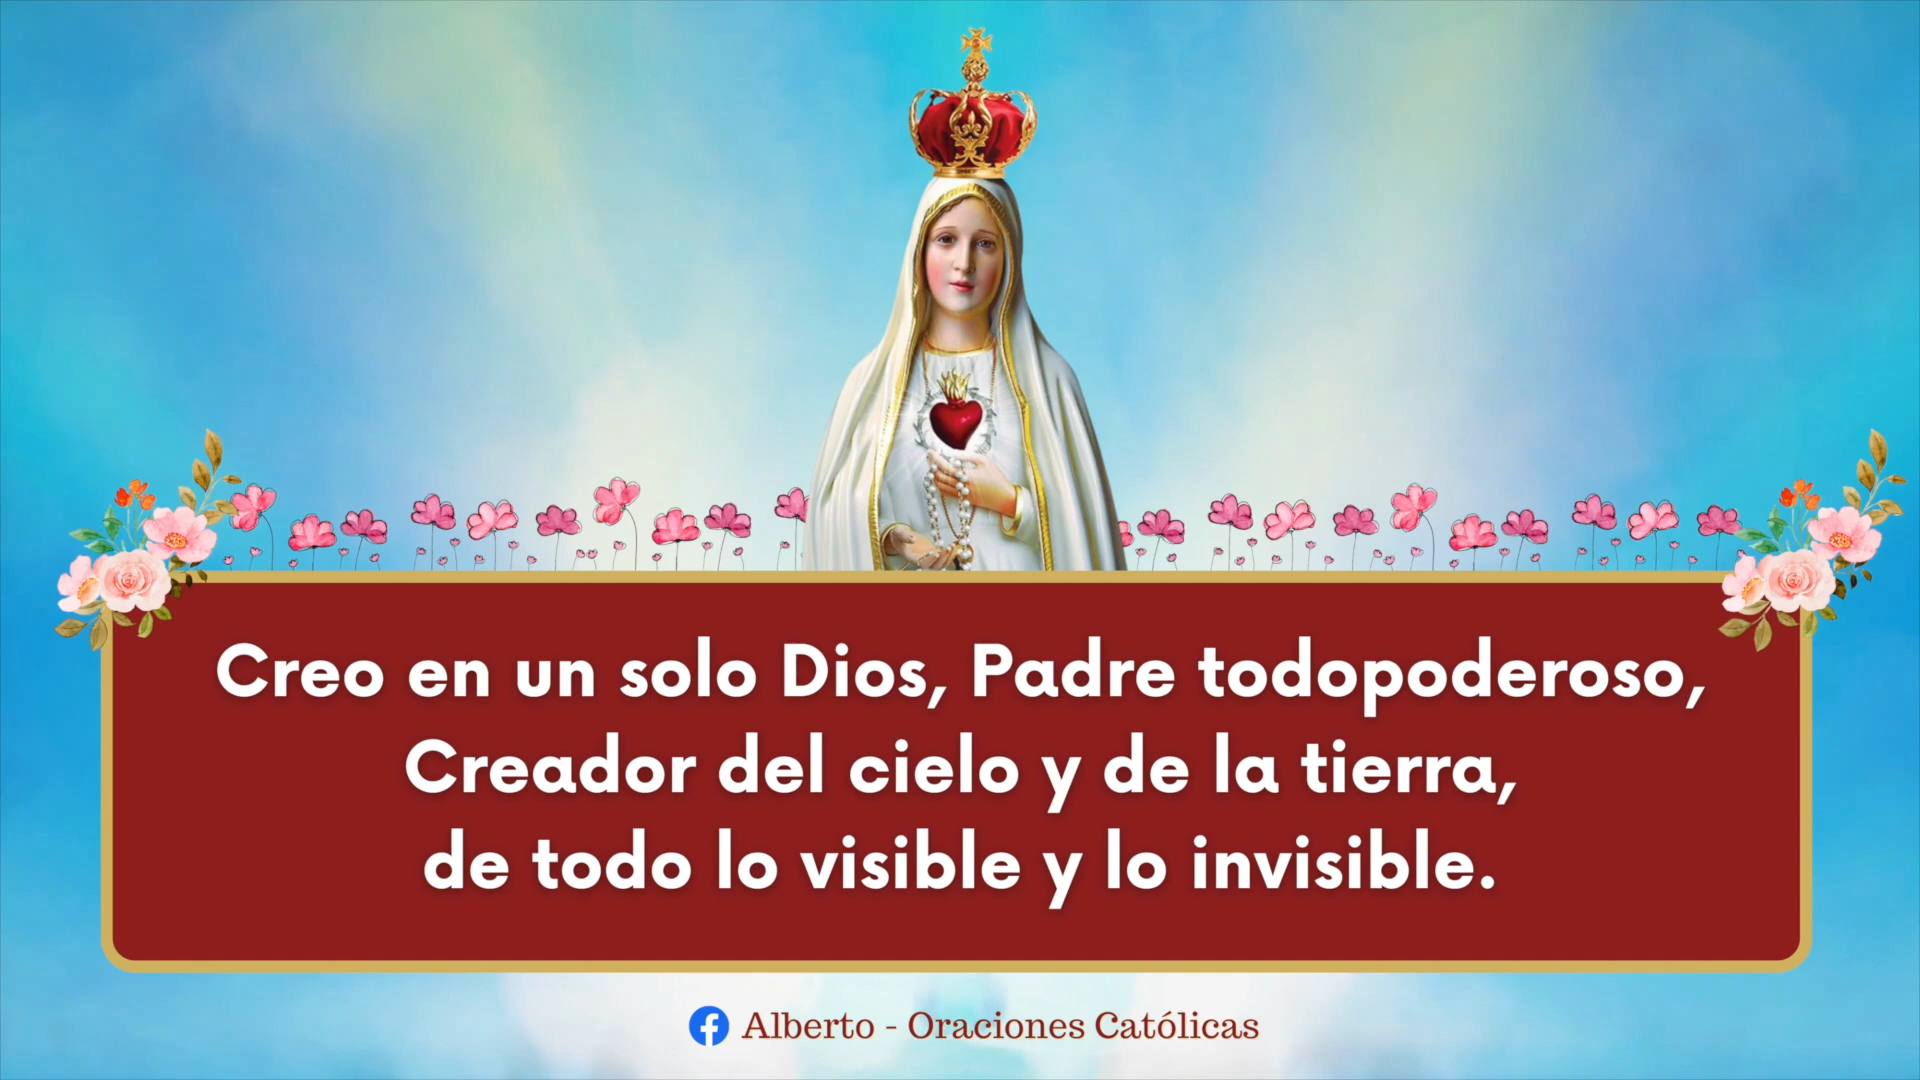 Creo en un solo Dios, Padre todopoderoso,
Creador del cielo y de la tierra,
de todo lo visible y lo invisible.
Alberto - Oraciones Católicas